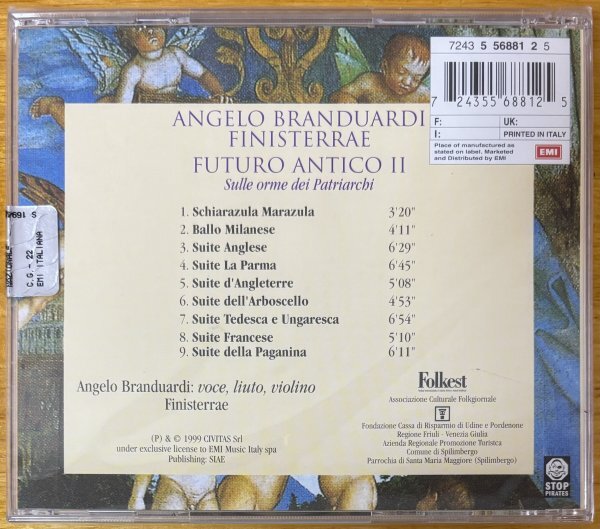 7243 5 56881 2 5
7 24355 68812 5
F: UK:
I: PRINTED IN ITALY
Place of manufactured as
stated on label. Marketed
and Distributed by EMI
EMI
ANGELO BRANDUARDI
FINISTERRAE
FUTURO ANTICO II
Sulle orme dei Patriarchi
1. Schiarazula Marazula 3'20"
2. Ballo Milanese 4'11"
3. Suite Anglese 6'29"
4. Suite La Parma 6'45"
5. Suite d'Angleterre 5'08"
6. Suite dell'Arboscello 4'53"
7. Suite Tedesca e Ungaresca 6'54"
8. Suite Francese 5'10"
9. Suite della Paganina 6'11"
C.G. - 22
EMI ITALIANA
Angelo Branduardi: voce, liuto, violino
Finisterrae
(P) & © 1999 CIVITAS Srl
under exclusive license to EMI Music Italy spa
Publishing: SIAE
Folkest
Associazione Culturale Folkgiornale
Fondazione Cassa di Risparmio di Udine e Pordenone
Regione Friuli - Venezia Giulia
Azienda Regionale Promozione Turistca
Comune di Spilimbergo
Parrochia di Santa Maria Maggiore (Spilimbergo)
STOP
PIRATES